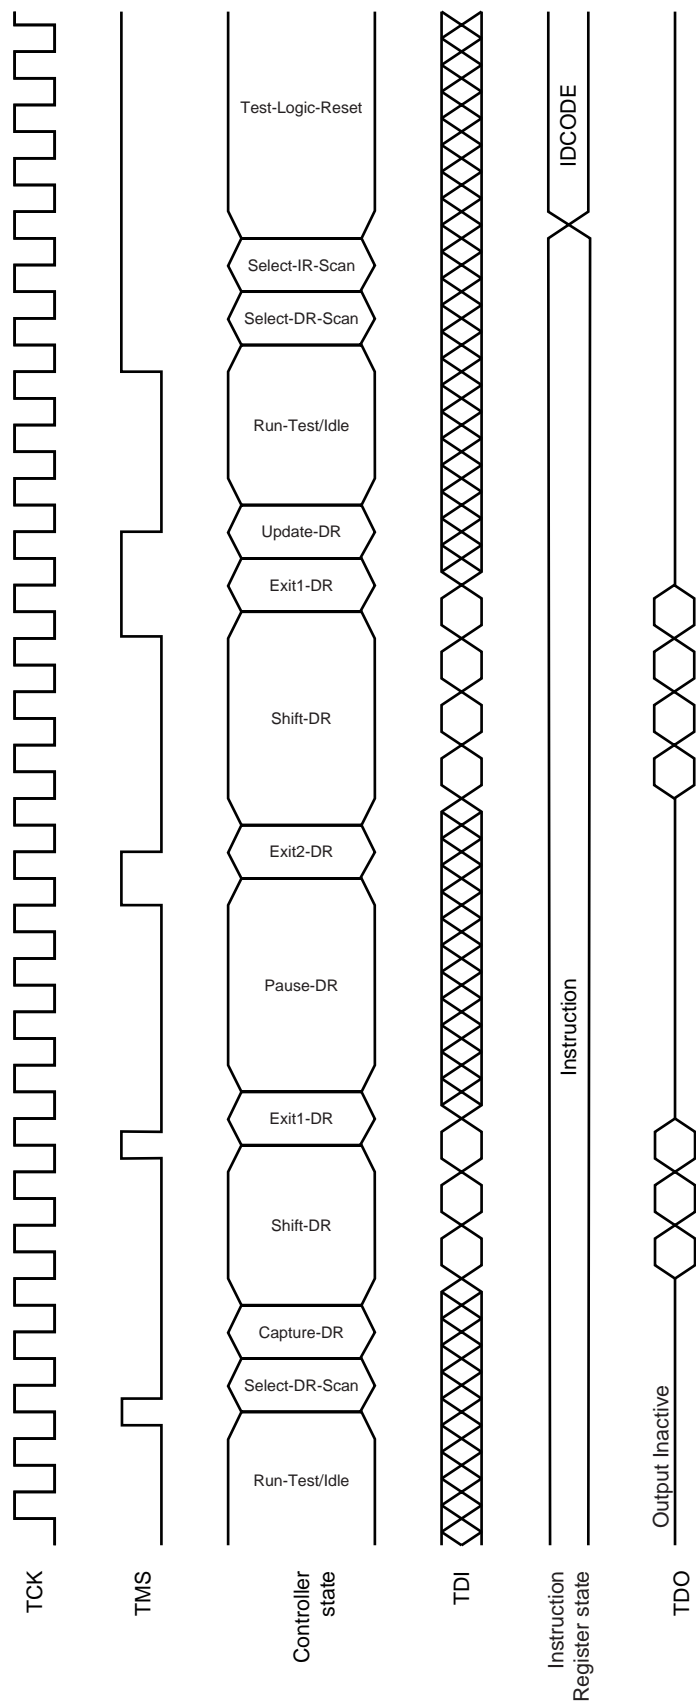 TCK
TMS
Controller
state
TDI
Instruction
Register state
TDO
Run-Test/Idle
Select-DR-Scan
Capture-DR
Shift-DR
Exit1-DR
Pause-DR
Exit2-DR
Shift-DR
Exit1-DR
Update-DR
Run-Test/Idle
Select-DR-Scan
Select-IR-Scan
Test-Logic-Reset
Instruction
IDCODE
Output Inactive